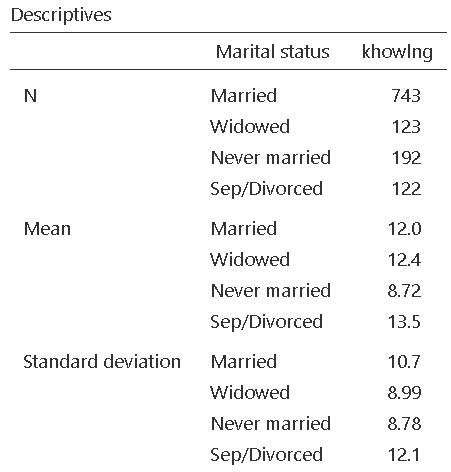 Descriptives
Marital status khowlng
N Married 743
Widowed 123
Never married 192
Sep/Divorced 122
Mean Married 12.0
Widowed 12.4
Never married 8.72
Sep/Divorced 13.5
Standard deviation Married 10.7
Widowed 8.99
Never married 8.78
Sep/Divorced 12.1